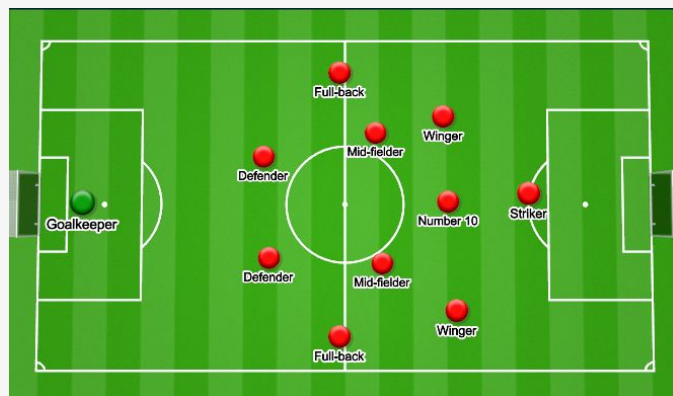 Full-back
Winger
Mid-fielder
Defender
Striker
Number 10
Goalkeeper
Defender
Mid-fielder
Winger
Full-back